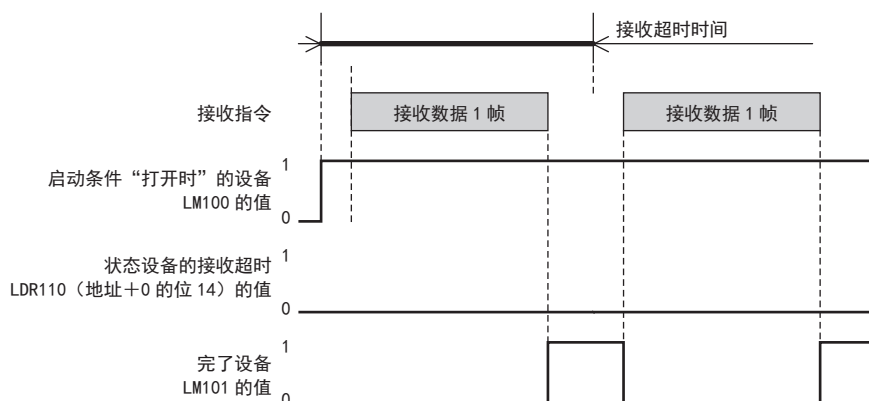 接收超时时间
接收指令
接收数据 1 帧
接收数据 1 帧
启动条件“打开时”的设备
LM100 的值
1
0
状态设备的接收超时
LDR110（地址＋0 的位 14）的值
1
0
完了设备
LM101 的值
1
0